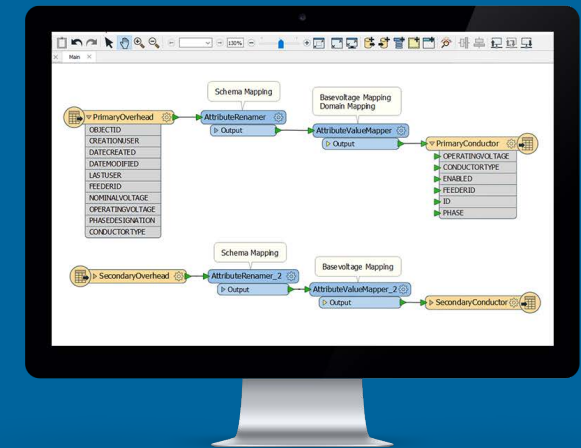 130%
Main
Schema Mapping
Basevoltage Mapping
Domain Mapping
PrimaryOverhead
OBJECTID
CREATIONUSER
DATECREATED
DATEMODIFIED
LASTUSER
FEEDERID
NOMINALVOLTAGE
OPERATINGVOLTAGE
PHASEDESIGNATION
CONDUCTORTYPE
AttributeRenamer
Output
AttributeValueMapper
Output
PrimaryConductor
OPERATINGVOLTAGE
CONDUCTORTYPE
ENABLED
FEEDERID
ID
PHASE
Schema Mapping
Basevoltage Mapping
SecondaryOverhead
AttributeRenamer_2
Output
AttributeValueMapper_2
Output
SecondaryConductor